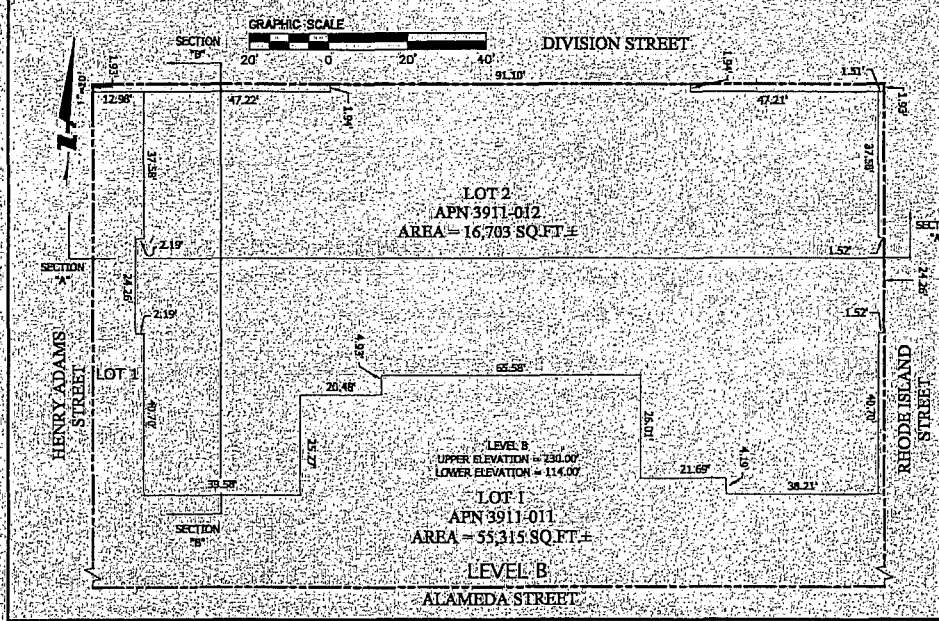 GRAPHIC SCALE
20' 0 20' 40'
DIVISION STREET
SECTION
"B"
1.93'
12.98'
47.22'
1.94'
91.10'
1.94'
47.21'
1.51'
1.93'
37.58'
37.58'
LOT 2
APN 3911-012
AREA = 16,703 SQ.FT.±
2.19'
1.52'
SECTION
"A"
24.26'
24.26'
2.19'
1.52'
HENRY ADAMS
STREET
LOT 1
40.70'
4.93'
20.48'
65.58'
25.27'
26.01'
LEVEL B
UPPER ELEVATION = 230.00'
LOWER ELEVATION = 114.00'
21.69'
4.19'
40.70'
RHODE ISLAND
STREET
39.58'
38.21'
SECTION
"B"
LOT 1
APN 3911-011
AREA = 55,315 SQ.FT.±
LEVEL B
ALAMEDA STREET